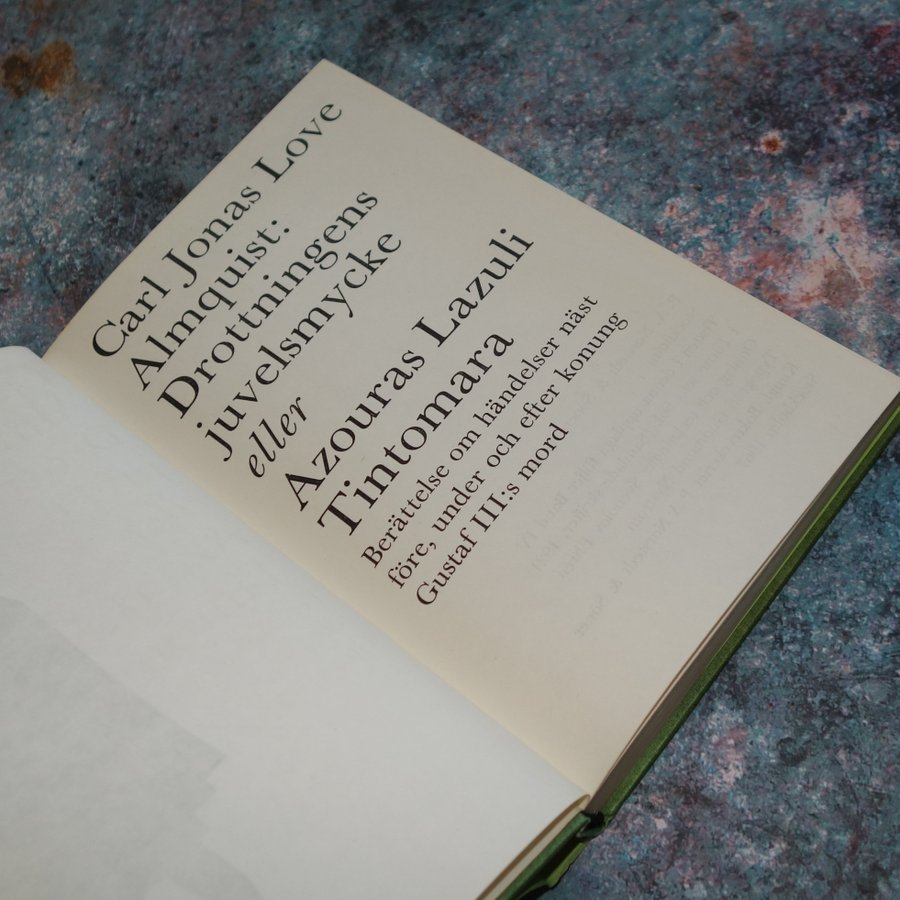 Carl Jonas Love
Almquist:
Drottningens
juvelsmycke
eller
Azouras Lazuli
Tintomara
Berättelse om händelser näst
före, under och efter konung
Gustaf III:s mord